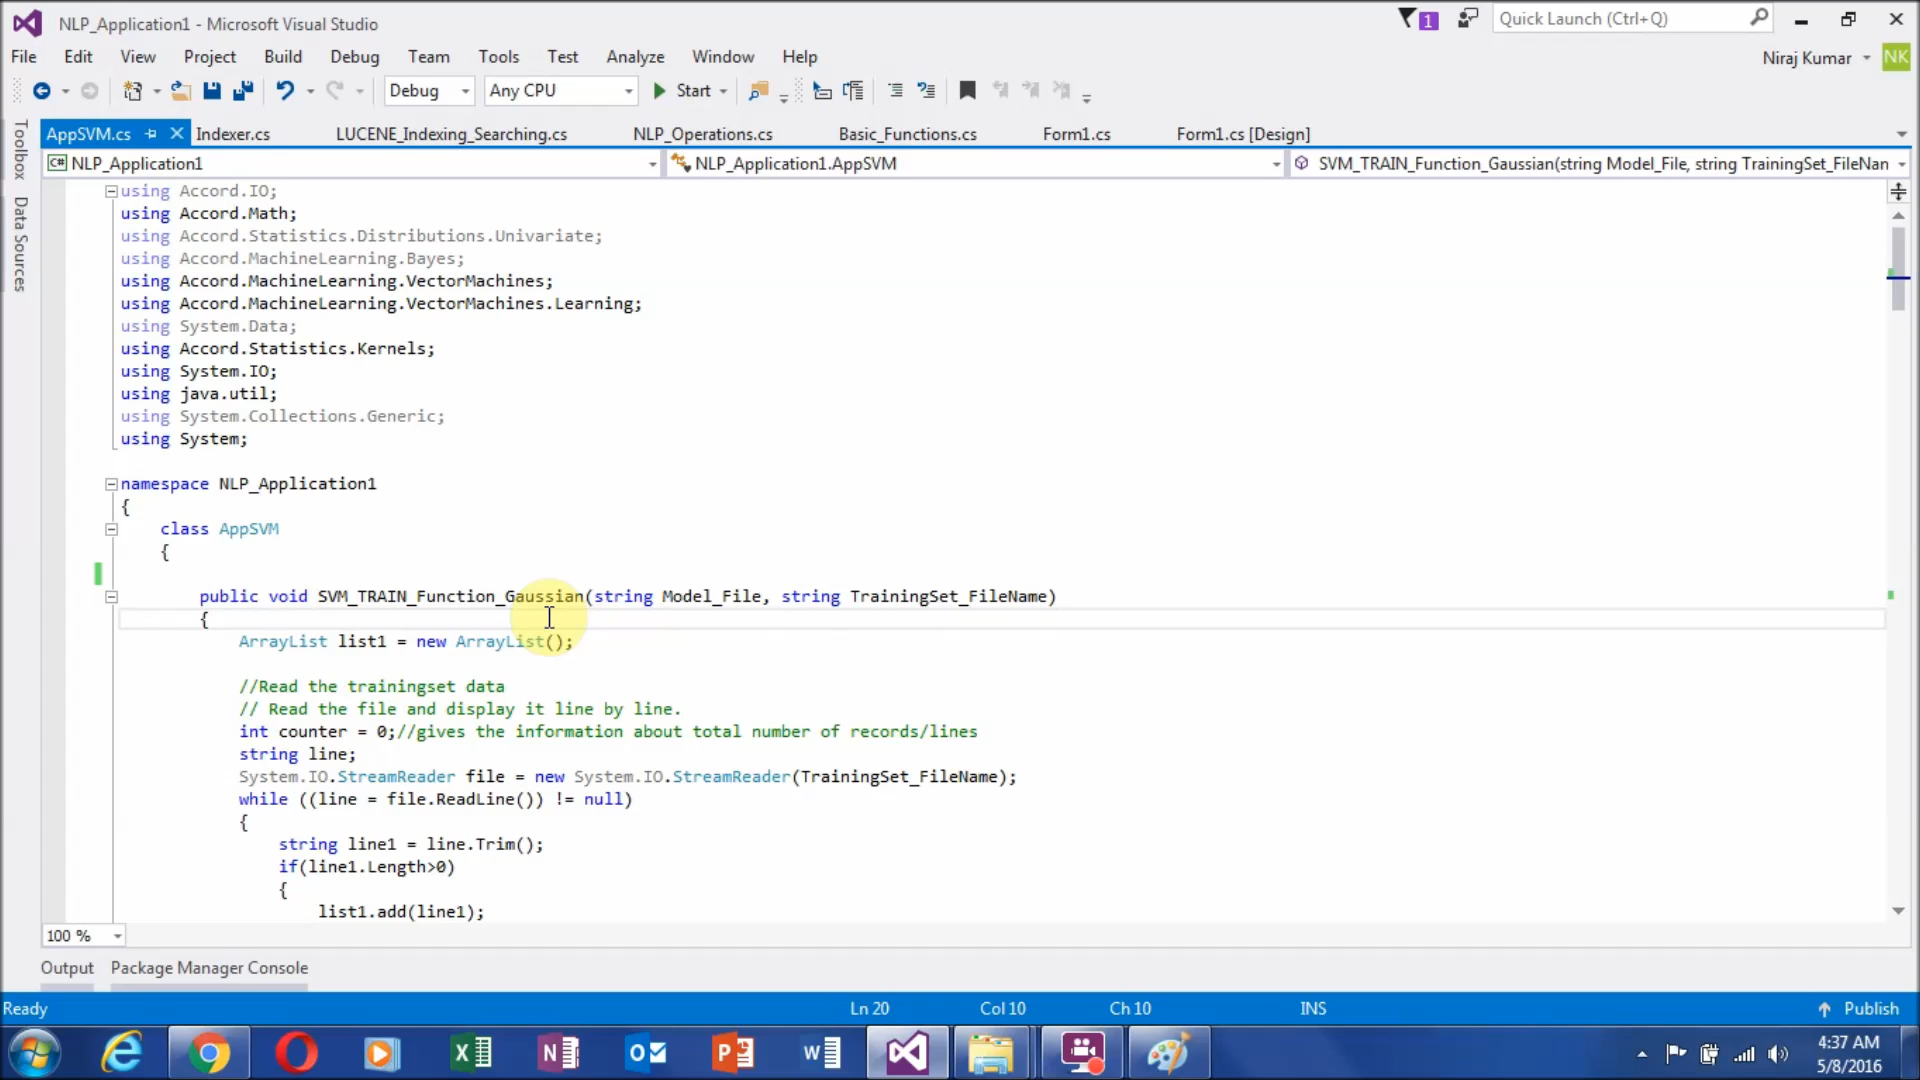 NLP_Application1 - Microsoft Visual Studio
1
Quick Launch (Ctrl+Q)
File Edit View Project Build Debug Team Tools Test Analyze Window Help
Niraj Kumar NK
Debug Any CPU Start
Toolbox
Data Sources
AppSVM.cs Indexer.cs LUCENE_Indexing_Searching.cs NLP_Operations.cs Basic_Functions.cs Form1.cs Form1.cs [Design]
C# NLP_Application1 NLP_Application1.AppSVM SVM_TRAIN_Function_Gaussian(string Model_File, string TrainingSet_FileNan
using Accord.IO;
using Accord.Math;
using Accord.Statistics.Distributions.Univariate;
using Accord.MachineLearning.Bayes;
using Accord.MachineLearning.VectorMachines;
using Accord.MachineLearning.VectorMachines.Learning;
using System.Data;
using Accord.Statistics.Kernels;
using System.IO;
using java.util;
using System.Collections.Generic;
using System;
namespace NLP_Application1
{
class AppSVM
{
public void SVM_TRAIN_Function_Gaussian(string Model_File, string TrainingSet_FileName)
{
ArrayList list1 = new ArrayList();
//Read the trainingset data
// Read the file and display it line by line.
int counter = 0;//gives the information about total number of records/lines
string line;
System.IO.StreamReader file = new System.IO.StreamReader(TrainingSet_FileName);
while ((line = file.ReadLine()) != null)
{
string line1 = line.Trim();
if(line1.Length>0)
{
list1.add(line1);
100 %
Output Package Manager Console
Ready Ln 20 Col 10 Ch 10 INS Publish
4:37 AM
5/8/2016